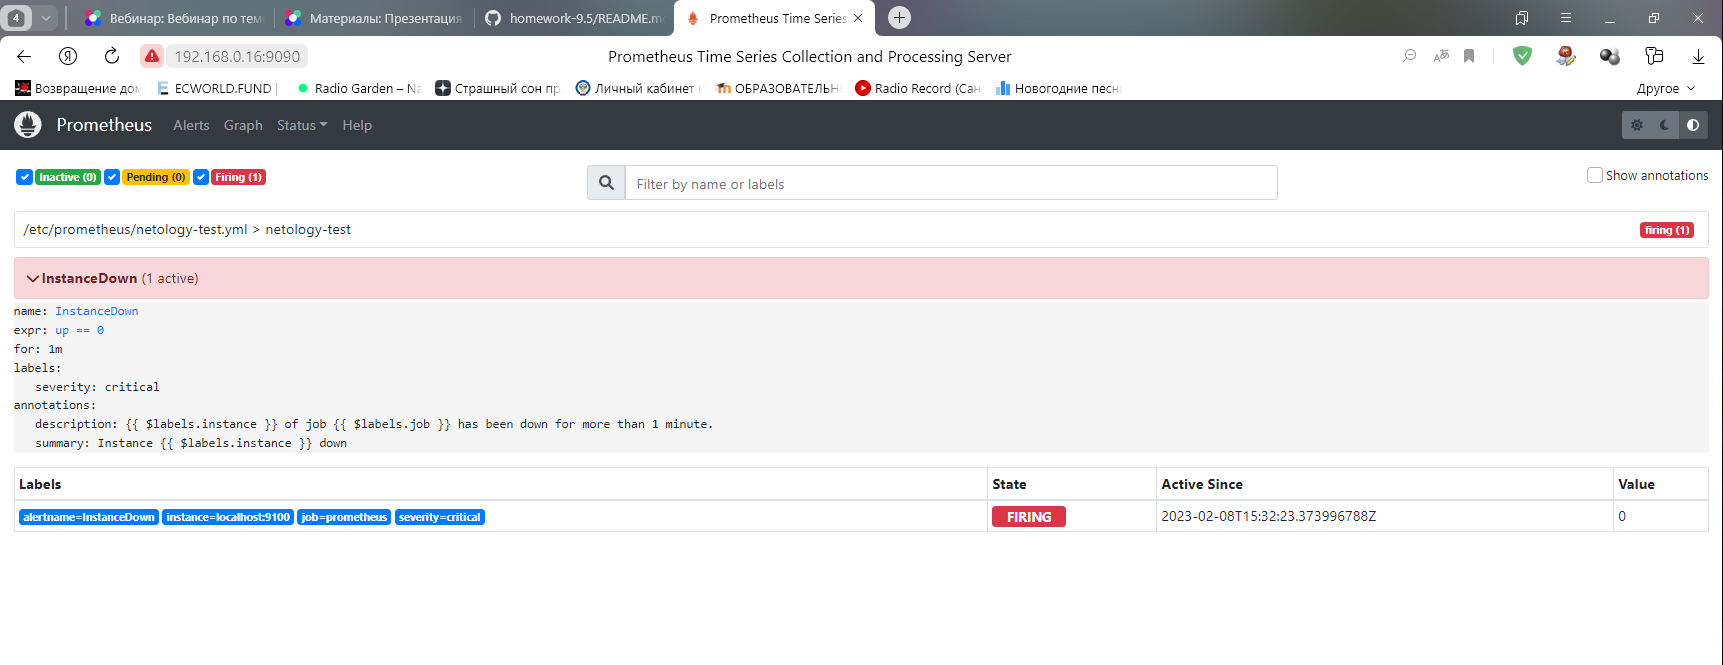 4
Вебинар: Вебинар по тем
Материалы: Презентация
homework-9.5/README.m
Prometheus Time Series
192.168.0.16:9090
Prometheus Time Series Collection and Processing Server
Возвращение дом
ECWORLD.FUND |
Radio Garden – Na
Страшный сон пр
Личный кабинет
ОБРАЗОВАТЕЛЬН
Radio Record (Сан
Новогодние песн
Другое
Prometheus Alerts Graph Status Help
Inactive (0) Pending (0) Firing (1)
Filter by name or labels
Show annotations
/etc/prometheus/netology-test.yml > netology-test
firing (1)
InstanceDown (1 active)
name: InstanceDown
expr: up == 0
for: 1m
labels:
severity: critical
annotations:
description: {{ $labels.instance }} of job {{ $labels.job }} has been down for more than 1 minute.
summary: Instance {{ $labels.instance }} down
Labels State Active Since Value
alertname=InstanceDown instance=localhost:9100 job=prometheus severity=critical FIRING 2023-02-08T15:32:23.373996788Z 0